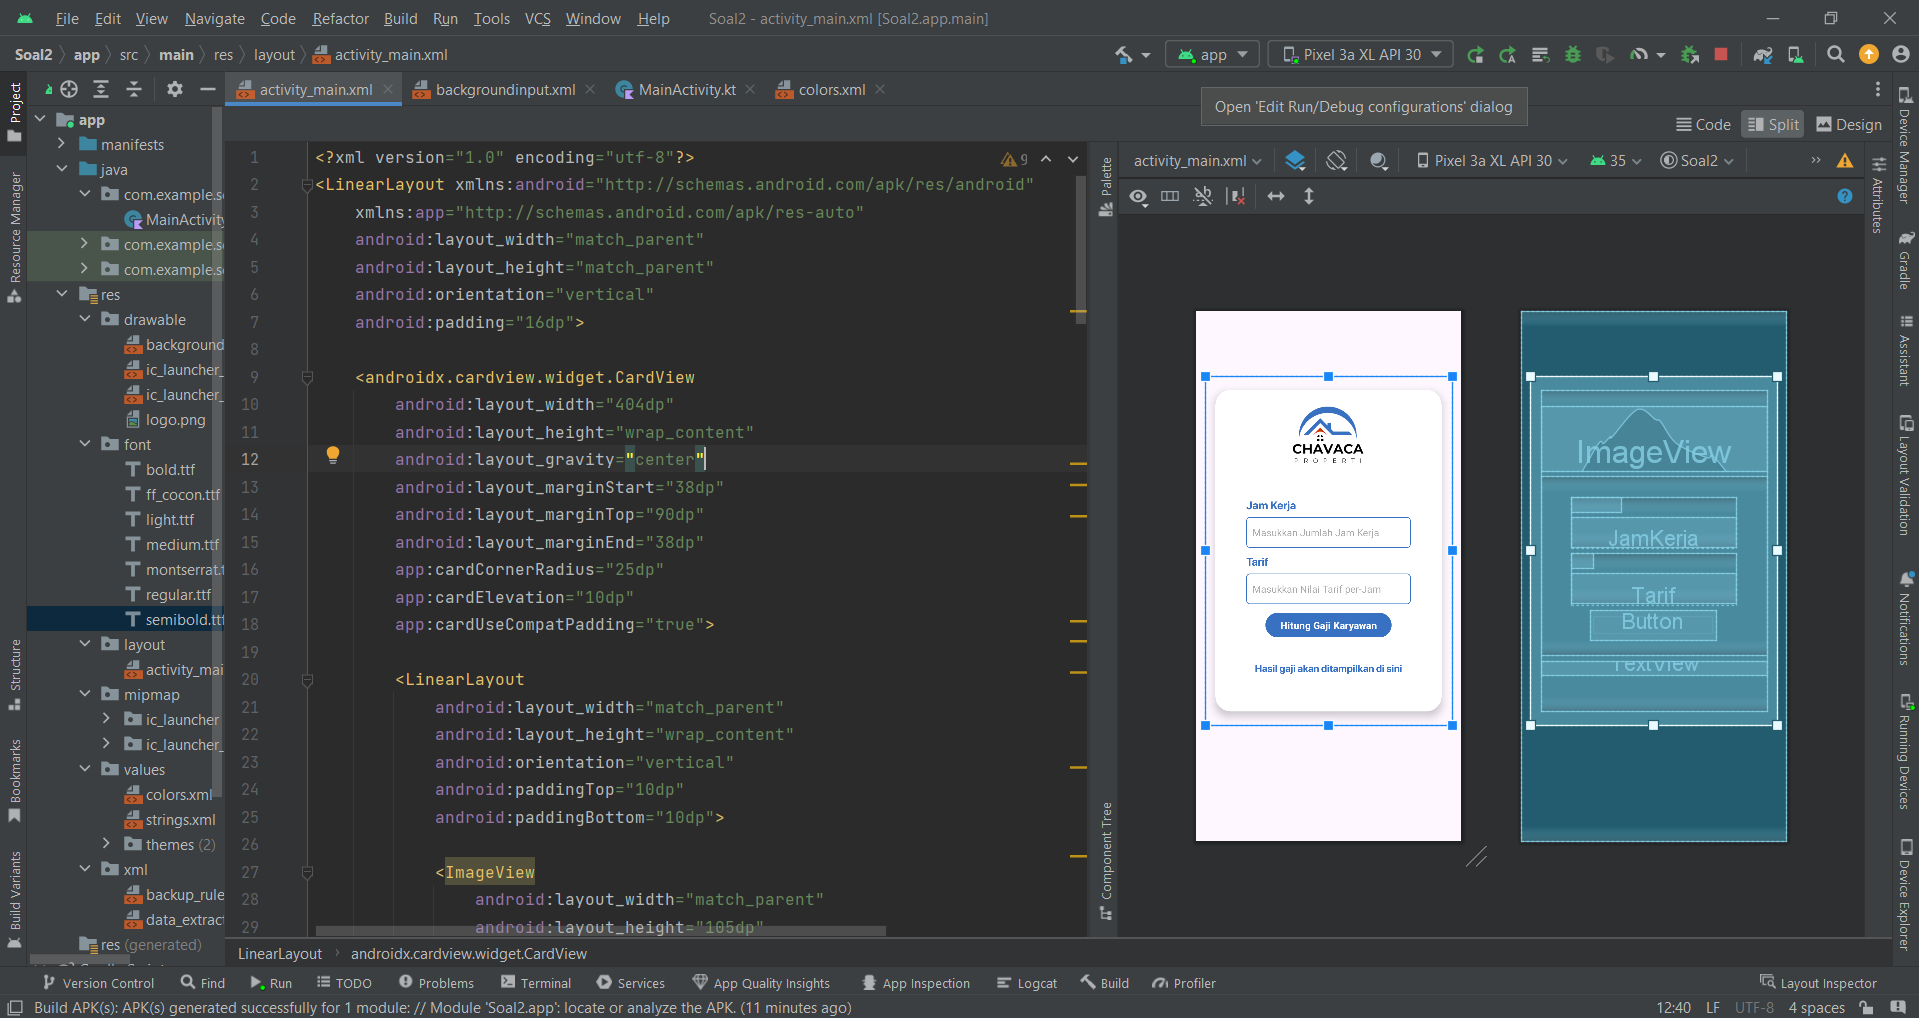 File Edit View Navigate Code Refactor Build Run Tools VCS Window Help Soal2 - activity_main.xml [Soal2.app.main]
Soal2 app src main res layout activity_main.xml app Pixel 3a XL API 30
activity_main.xml backgroundinput.xml MainActivity.kt colors.xml
Open 'Edit Run/Debug configurations' dialog
Code Split Design
Project
Resource Manager
Structure
Bookmarks
Build Variants
app
manifests
java
com.example.s
MainActivity
com.example.s
com.example.s
res
drawable
background
ic_launcher_
ic_launcher_
logo.png
font
bold.ttf
ff_cocon.ttf
light.ttf
medium.ttf
montserrat.t
regular.ttf
semibold.ttf
layout
activity_mai
mipmap
ic_launcher
ic_launcher_
values
colors.xml
strings.xml
themes (2)
xml
backup_rule
data_extract
res (generated)
9
1 <?xml version="1.0" encoding="utf-8"?>
2 <LinearLayout xmlns:android="http://schemas.android.com/apk/res/android"
3 xmlns:app="http://schemas.android.com/apk/res-auto"
4 android:layout_width="match_parent"
5 android:layout_height="match_parent"
6 android:orientation="vertical"
7 android:padding="16dp">
8
9 <androidx.cardview.widget.CardView
10 android:layout_width="404dp"
11 android:layout_height="wrap_content"
12 android:layout_gravity="center"
13 android:layout_marginStart="38dp"
14 android:layout_marginTop="90dp"
15 android:layout_marginEnd="38dp"
16 app:cardCornerRadius="25dp"
17 app:cardElevation="10dp"
18 app:cardUseCompatPadding="true">
19
20 <LinearLayout
21 android:layout_width="match_parent"
22 android:layout_height="wrap_content"
23 android:orientation="vertical"
24 android:paddingTop="10dp"
25 android:paddingBottom="10dp">
26
27 <ImageView
28 android:layout_width="match_parent"
29 android:layout_height="105dp"
LinearLayout androidx.cardview.widget.CardView
Palette
Component Tree
activity_main.xml Pixel 3a XL API 30 35 Soal2
CHAVACA
PROPERTI
Jam Kerja
Masukkan Jumlah Jam Kerja
Tarif
Masukkan Nilai Tarif per-Jam
Hitung Gaji Karyawan
Hasil gaji akan ditampilkan di sini
ImageView
JamKerja
Tarif
Button
TextView
Attributes
Device Manager
Gradle
Assistant
Layout Validation
Notifications
Running Devices
Device Explorer
Version Control Find Run TODO Problems Terminal Services App Quality Insights App Inspection Logcat Build Profiler Layout Inspector
Build APK(s): APK(s) generated successfully for 1 module: // Module 'Soal2.app': locate or analyze the APK. (11 minutes ago) 12:40 LF UTF-8 4 spaces